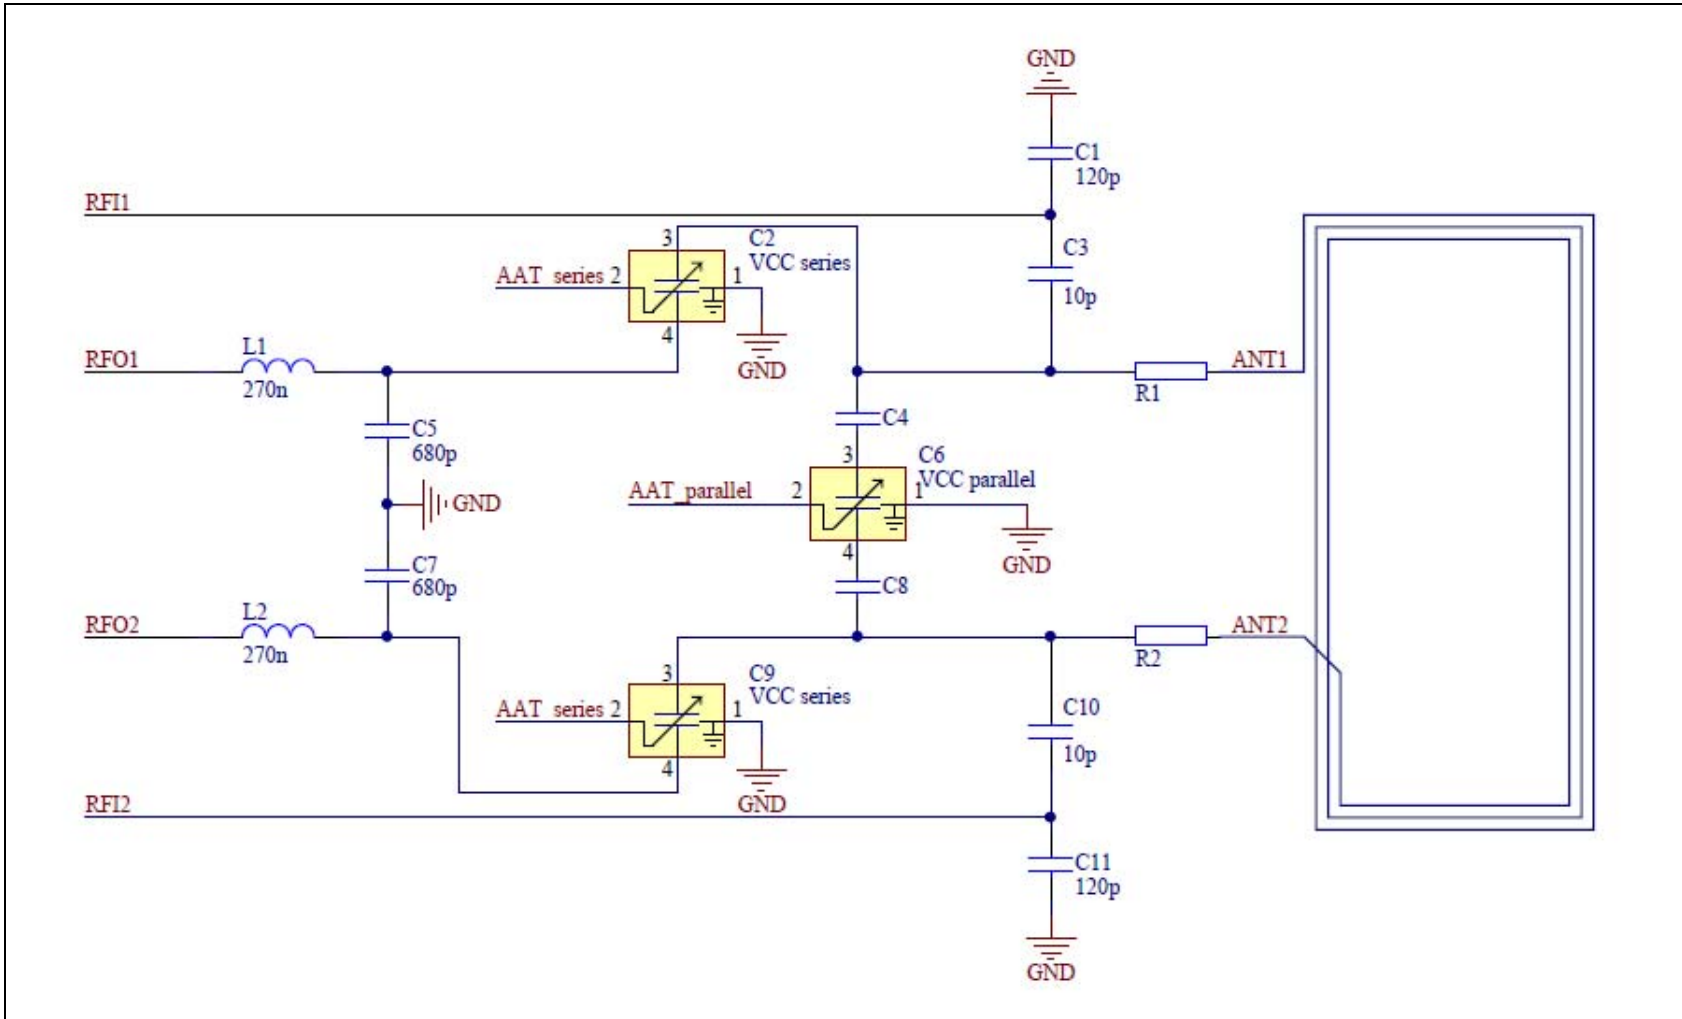 GND
C1
120p
RFI1
C3
10p
3
C2
VCC series
AAT_series 2
1
4
GND
RFO1
L1
270n
ANT1
R1
C4
C5
680p
3
C6
VCC parallel
AAT_parallel
2
1
GND
4
GND
C7
680p
C8
RFO2
L2
270n
ANT2
R2
3
C9
VCC series
AAT_series 2
1
4
GND
C10
10p
RFI2
C11
120p
GND